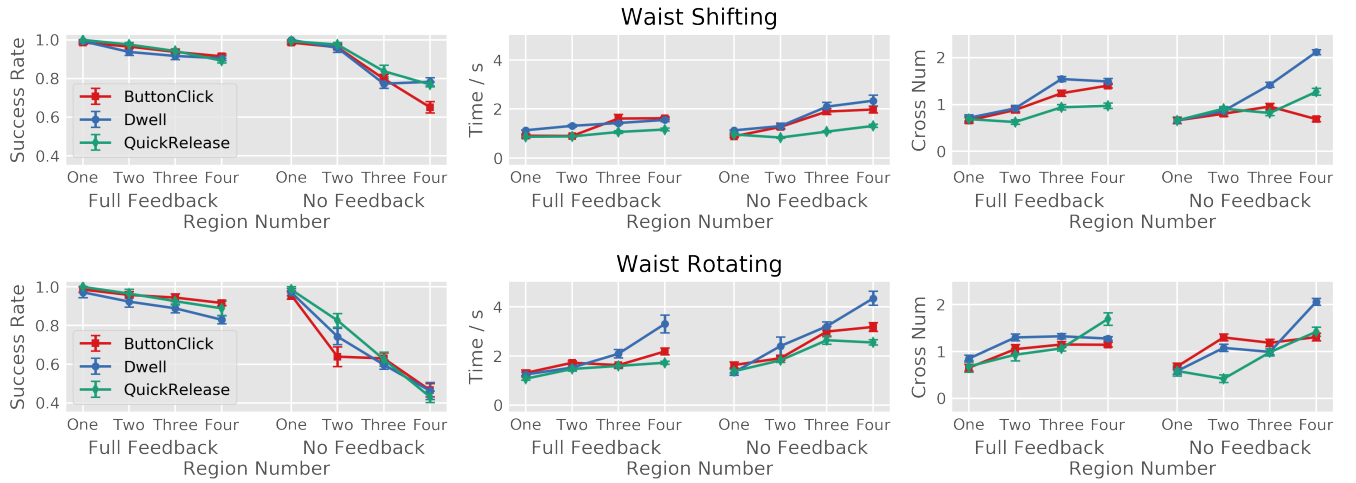 Waist Shifting
Success Rate
1.0
0.8
0.6
0.4
ButtonClick
Dwell
QuickRelease
One Two Three Four One Two Three Four
Full Feedback No Feedback
Region Number
Time / s
4
2
0
One Two Three Four One Two Three Four
Full Feedback No Feedback
Region Number
Cross Num
2
1
0
One Two Three Four One Two Three Four
Full Feedback No Feedback
Region Number
Waist Rotating
Success Rate
1.0
0.8
0.6
0.4
ButtonClick
Dwell
QuickRelease
One Two Three Four One Two Three Four
Full Feedback No Feedback
Region Number
Time / s
4
2
0
One Two Three Four One Two Three Four
Full Feedback No Feedback
Region Number
Cross Num
2
1
0
One Two Three Four One Two Three Four
Full Feedback No Feedback
Region Number